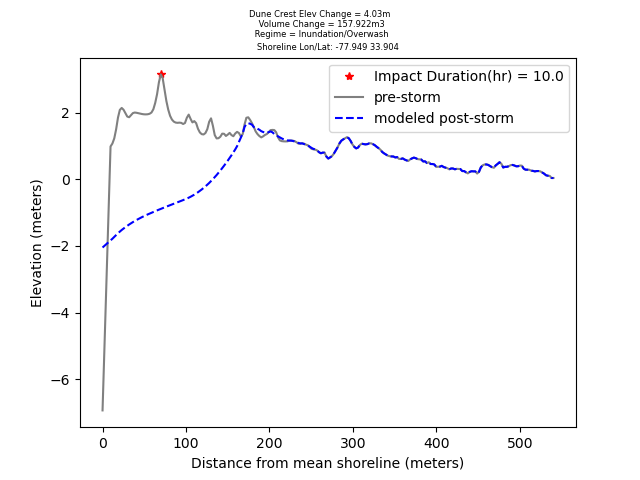 Dune Crest Elev Change = 4.03m
Volume Change = 157.922m3
Regime = Inundation/Overwash
Shoreline Lon/Lat: -77.949 33.904
Impact Duration(hr) = 10.0
pre-storm
modeled post-storm
Elevation (meters)
2
0
−2
−4
−6
0 100 200 300 400 500
Distance from mean shoreline (meters)